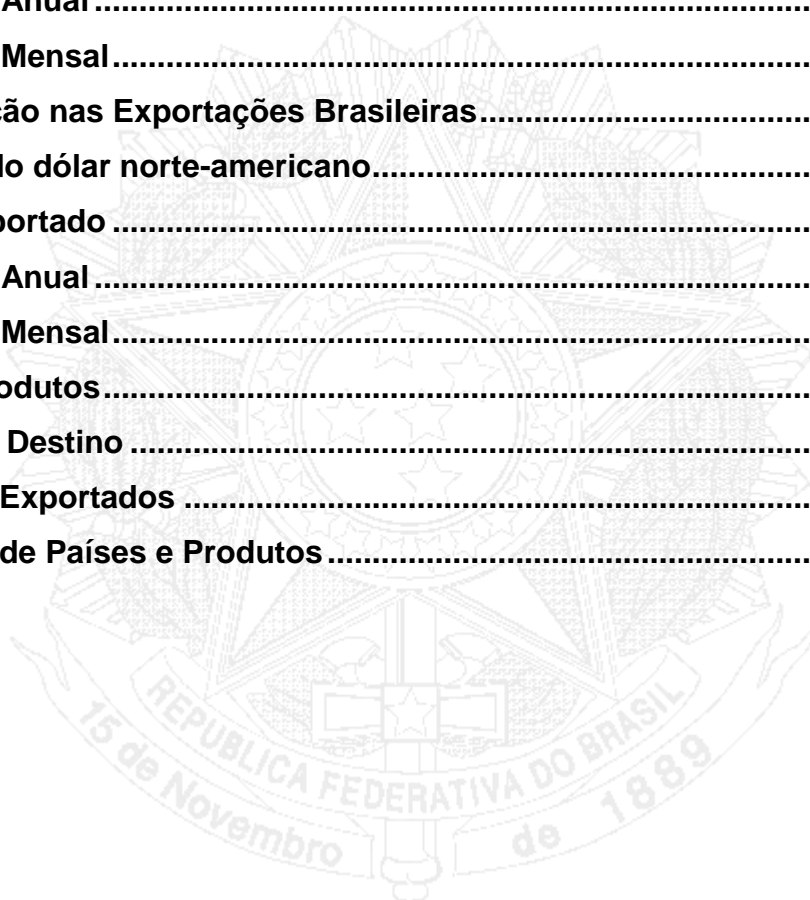 Anual.......................................................................................
Mensal.....................................................................................
ção nas Exportações Brasileiras.....................................
do dólar norte-americano.................................................
portado ..............................................................................
Anual .......................................................................................
Mensal.....................................................................................
odutos................................................................................
Destino ............................................................................
Exportados ......................................................................
de Países e Produtos ......................................................
REPUBLICA FEDERATIVA DO BRASIL
15 de Novembro de 1889